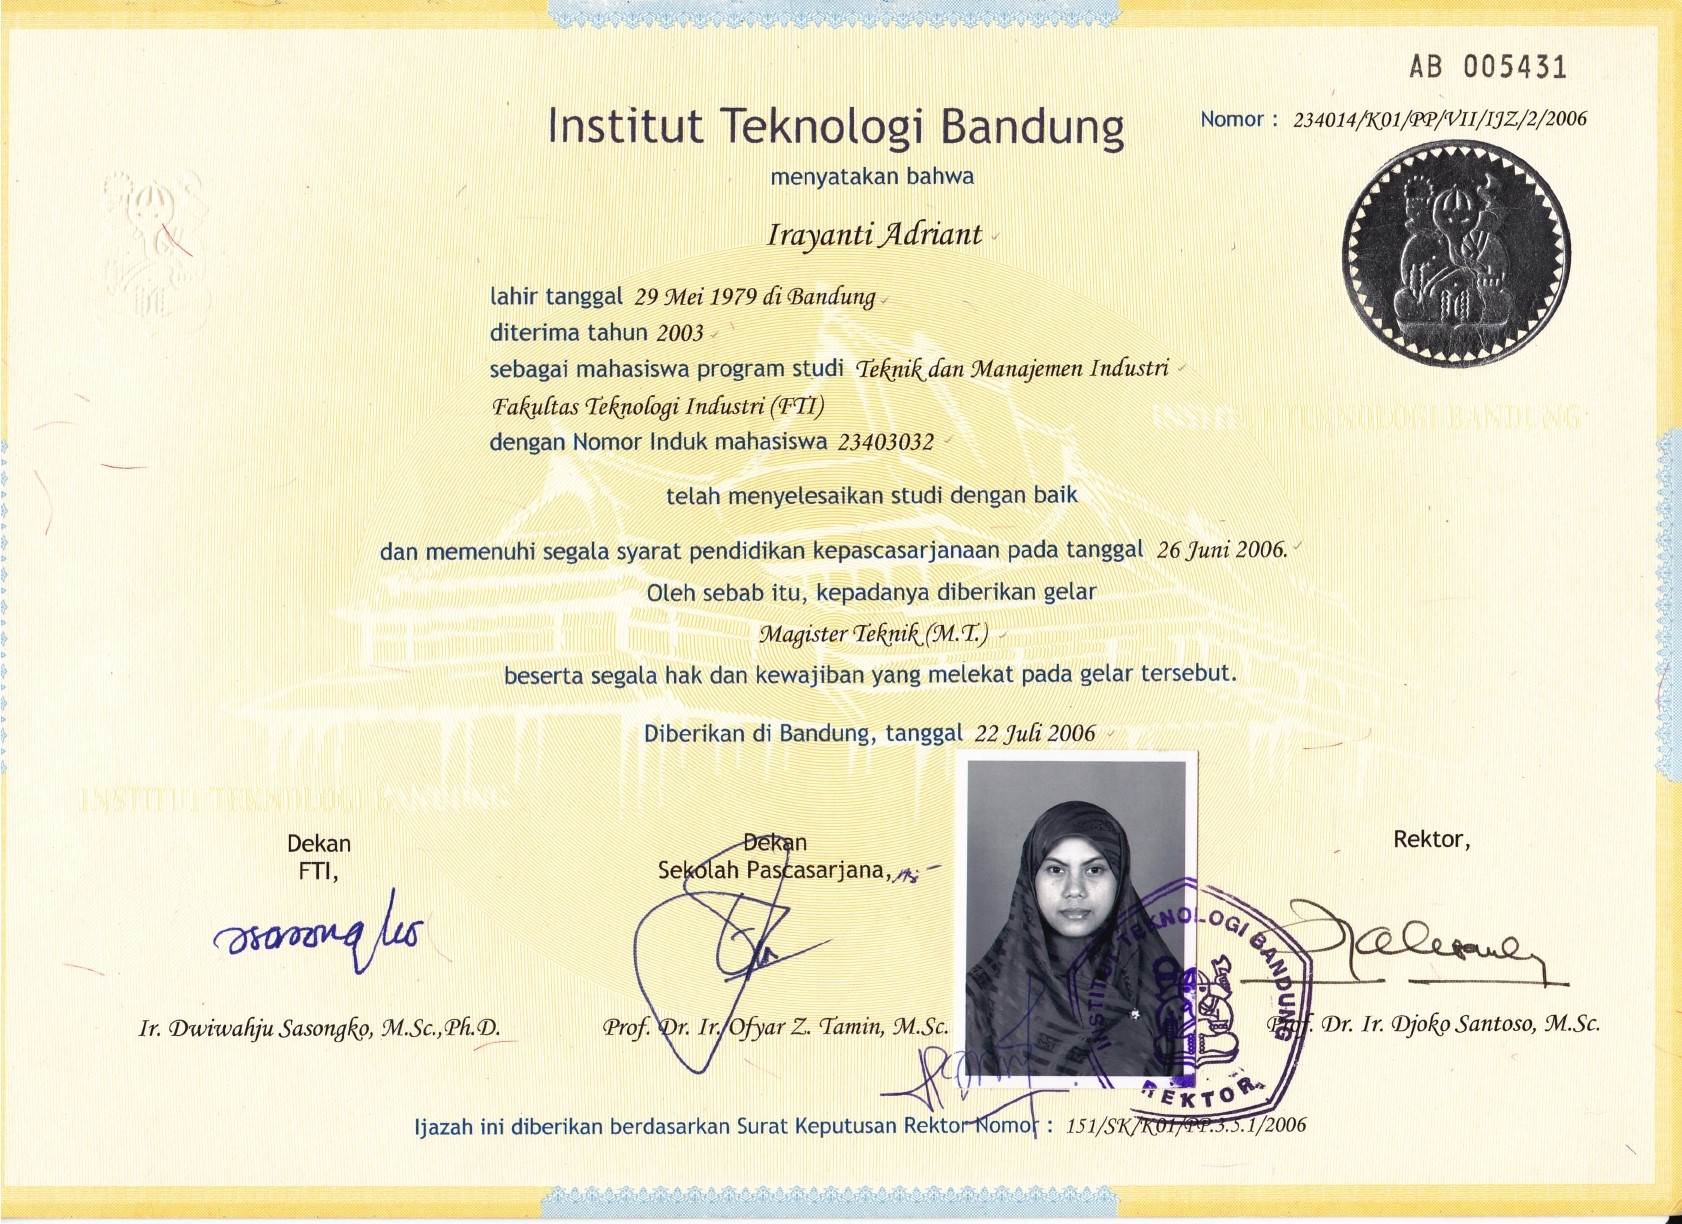 AB 005431
Institut Teknologi Bandung
Nomor : 234014/K01/PP/VII/IJZ/2/2006
menyatakan bahwa
Irayanti Adriant
lahir tanggal 29 Mei 1979 di Bandung
diterima tahun 2003
sebagai mahasiswa program studi Teknik dan Manajemen Industri
Fakultas Teknologi Industri (FTI)
INSTITUT TEKNOLOGI BANDUNG
dengan Nomor Induk mahasiswa 23403032
telah menyelesaikan studi dengan baik
dan memenuhi segala syarat pendidikan kepascasarjanaan pada tanggal 26 Juni 2006.
Oleh sebab itu, kepadanya diberikan gelar
Magister Teknik (M.T.)
beserta segala hak dan kewajiban yang melekat pada gelar tersebut.
Diberikan di Bandung, tanggal 22 Juli 2006
INSTITUT TEKNOLOGI BANDUNG
Dekan
FTI,
Ir. Dwiwahju Sasongko, M.Sc.,Ph.D.
Dekan
Sekolah Pascasarjana,
Prof. Dr. Ir. Ofyar Z. Tamin, M.Sc.
Rektor,
Prof. Dr. Ir. Djoko Santoso, M.Sc.
INSTITUT TEKNOLOGI BANDUNG
REKTOR
Ijazah ini diberikan berdasarkan Surat Keputusan Rektor Nomor : 151/SK/K01/PP.3.5.1/2006